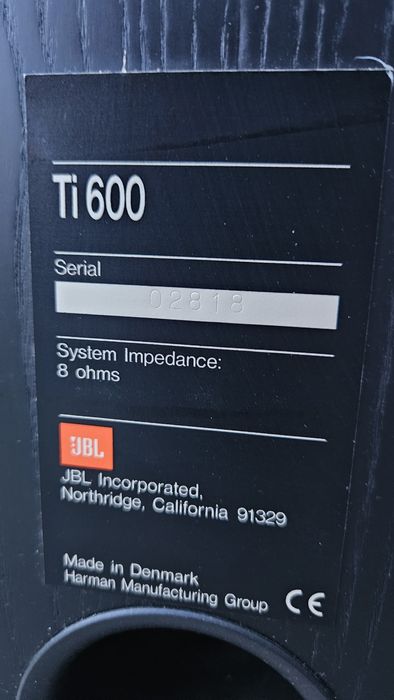 Ti 600
Serial
02818
System Impedance:
8 ohms
JBL
JBL Incorporated,
Northridge, California 91329
Made in Denmark
Harman Manufacturing Group CE